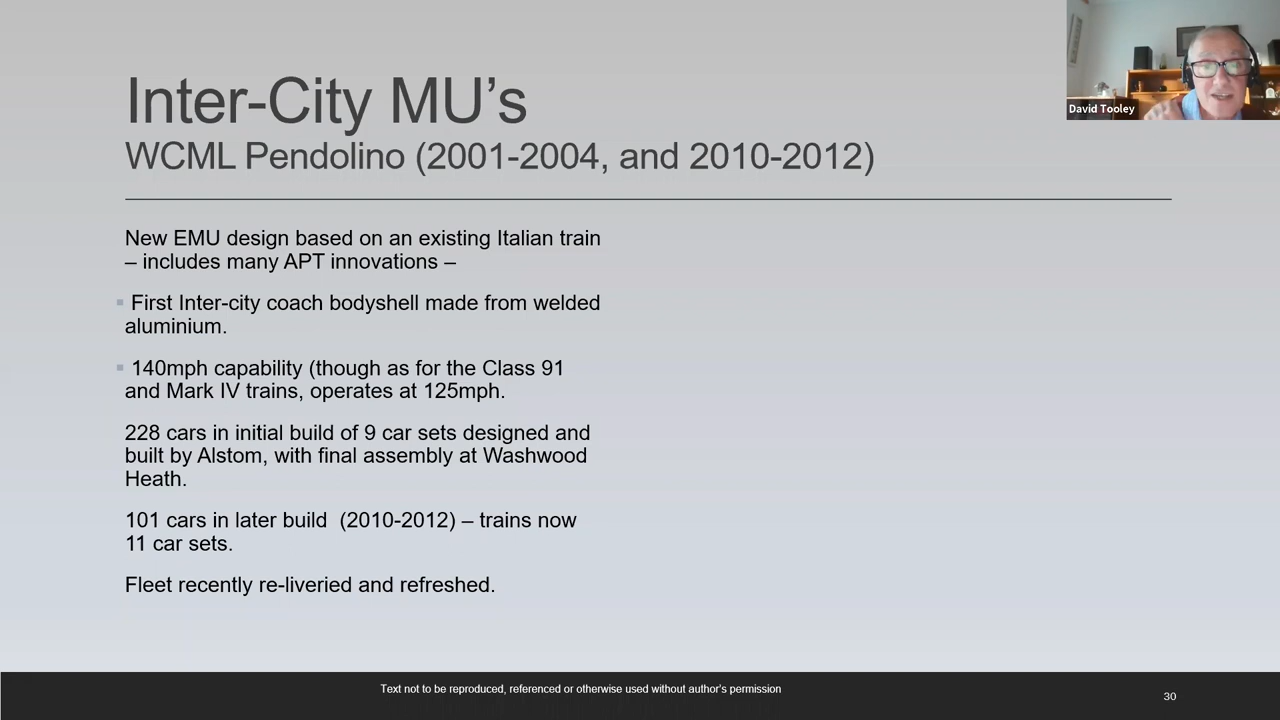 David Tooley
Inter-City MU’s
WCML Pendolino (2001-2004, and 2010-2012)
New EMU design based on an existing Italian train
– includes many APT innovations –
▪ First Inter-city coach bodyshell made from welded
aluminium.
▪ 140mph capability (though as for the Class 91
and Mark IV trains, operates at 125mph.
228 cars in initial build of 9 car sets designed and
built by Alstom, with final assembly at Washwood
Heath.
101 cars in later build  (2010-2012) – trains now
11 car sets.
Fleet recently re-liveried and refreshed.
Text not to be reproduced, referenced or otherwise used without author's permission
30